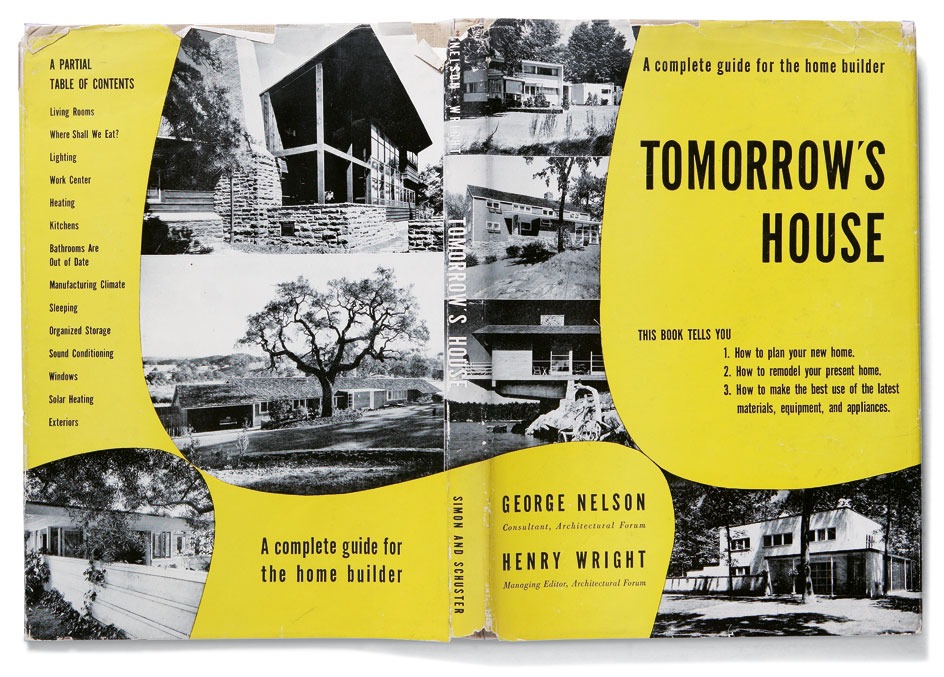 A PARTIAL
TABLE OF CONTENTS
Living Rooms
Where Shall We Eat?
Lighting
Work Center
Heating
Kitchens
Bathrooms Are
Out of Date
Manufacturing Climate
Sleeping
Organized Storage
Sound Conditioning
Windows
Solar Heating
Exteriors
A complete guide for
the home builder
NELSON · WRIGHT
TOMORROW'S HOUSE
SIMON AND SCHUSTER
A complete guide for the home builder
TOMORROW'S
HOUSE
THIS BOOK TELLS YOU
1. How to plan your new home.
2. How to remodel your present home.
3. How to make the best use of the latest
materials, equipment, and appliances.
GEORGE NELSON
Consultant, Architectural Forum
HENRY WRIGHT
Managing Editor, Architectural Forum